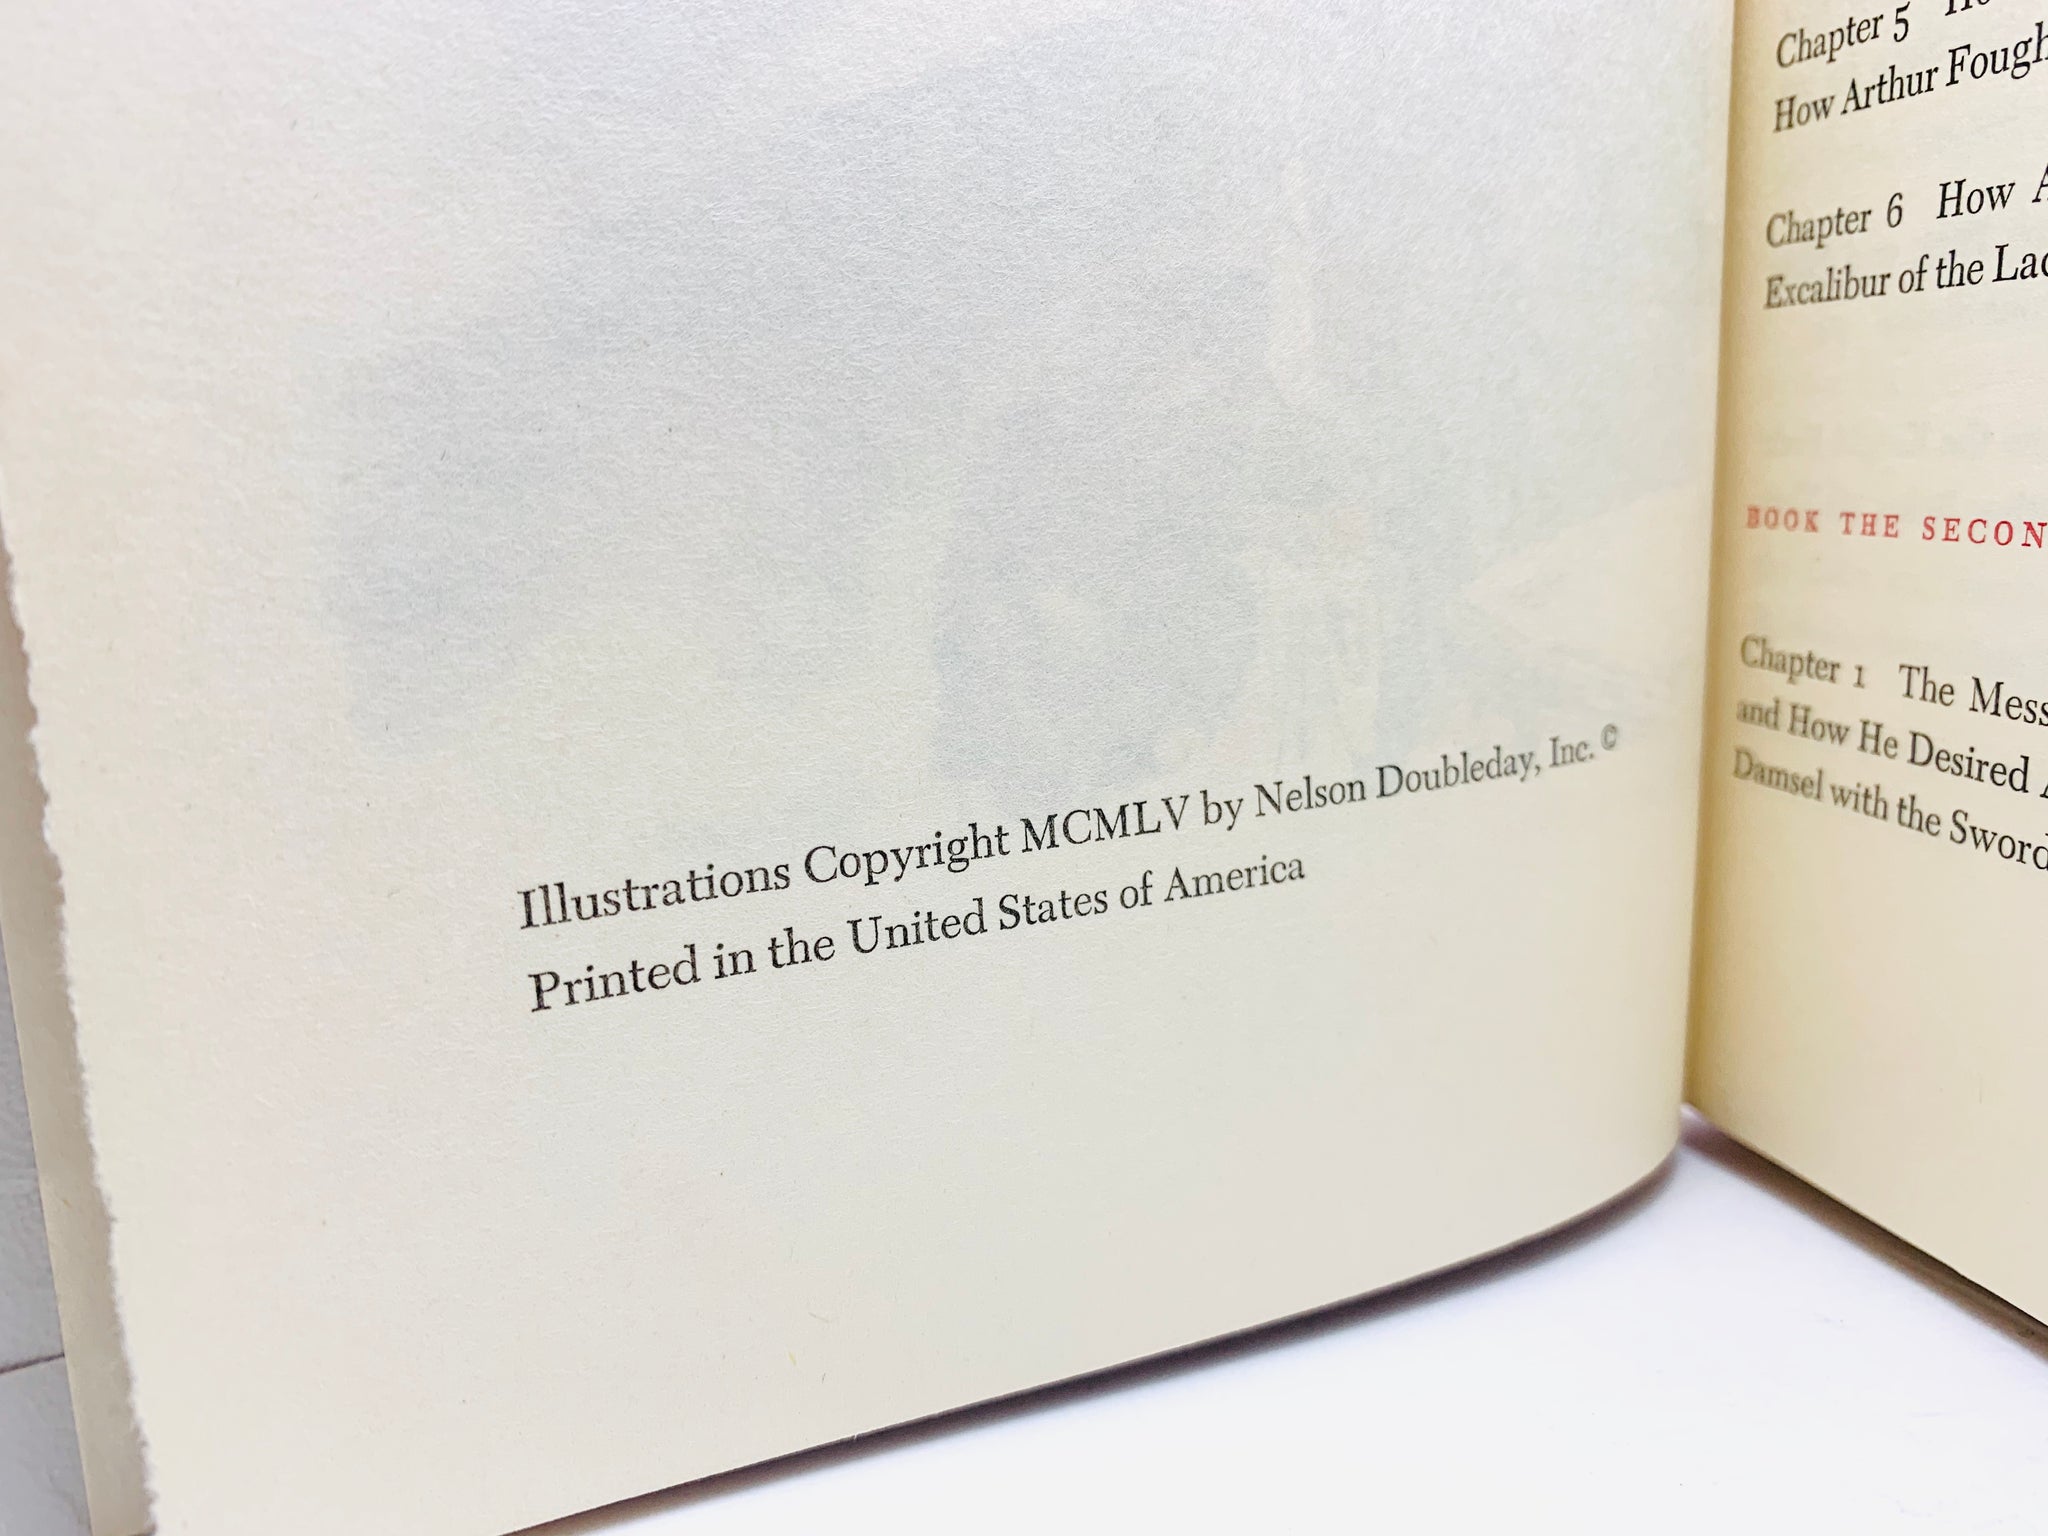 Illustrations Copyright MCMLV by Nelson Doubleday, Inc. ©
Printed in the United States of America
Chapter 5
How Arthur Fough
Chapter 6 How A
Excalibur of the Lad
BOOK THE SECON
Chapter 1 The Mess
and How He Desired A
Damsel with the Sword